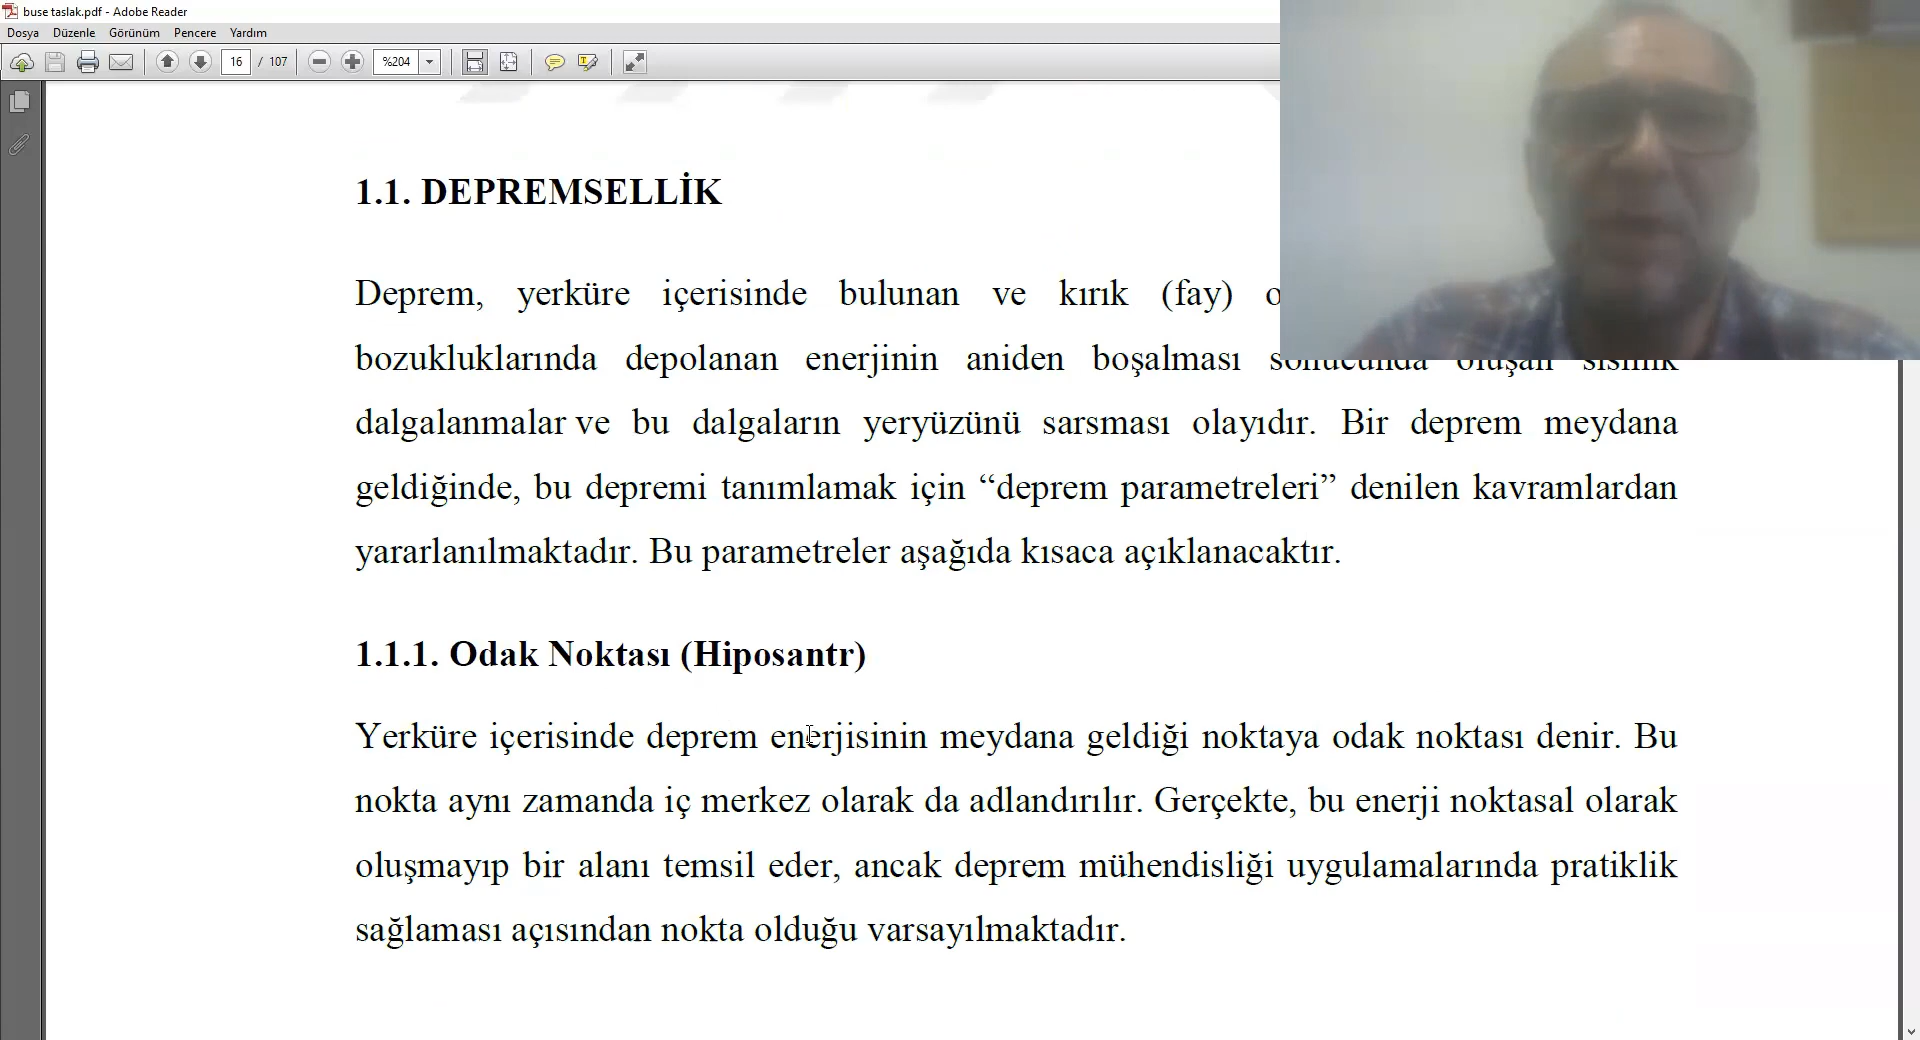 buse taslak.pdf - Adobe Reader
Dosya Düzenle Görünüm Pencere Yardım
16 / 107 %204
1.1. DEPREMSELLİK
Deprem, yerküre içerisinde bulunan ve kırık (fay)
bozukluklarında depolanan enerjinin aniden boşalması sonucunda oluşan sismik
dalgalanmalar ve bu dalgaların yeryüzünü sarsması olayıdır. Bir deprem meydana
geldiğinde, bu depremi tanımlamak için “deprem parametreleri” denilen kavramlardan
yararlanılmaktadır. Bu parametreler aşağıda kısaca açıklanacaktır.
1.1.1. Odak Noktası (Hiposantr)
Yerküre içerisinde deprem enerjisinin meydana geldiği noktaya odak noktası denir. Bu
nokta aynı zamanda iç merkez olarak da adlandırılır. Gerçekte, bu enerji noktasal olarak
oluşmayıp bir alanı temsil eder, ancak deprem mühendisliği uygulamalarında pratiklik
sağlaması açısından nokta olduğu varsayılmaktadır.